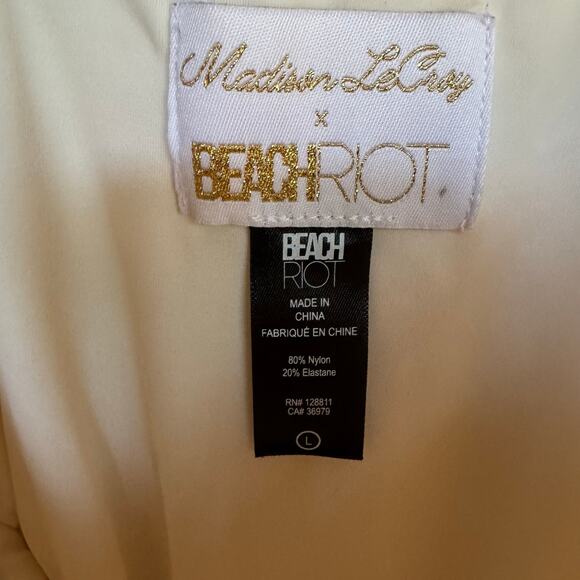 Madison LeCroy
x
BEACHRIOT.
BEACH
RIOT
MADE IN
CHINA
FABRIQUÉ EN CHINE
80% Nylon
20% Elastane
RN# 128811
CA# 36979
L